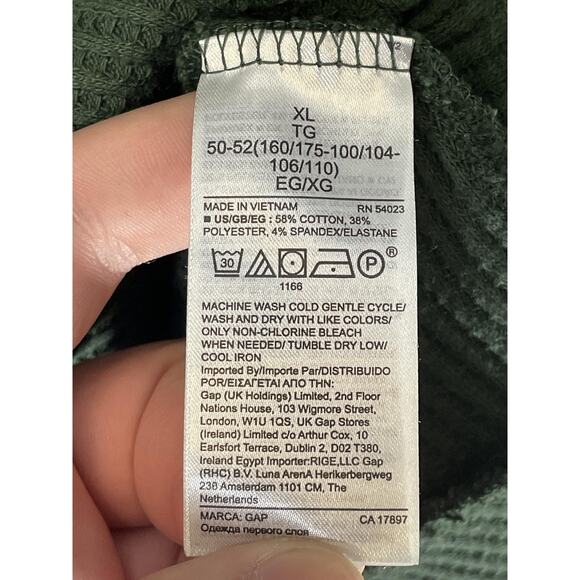 XL
TG
50-52(160/175-100/104-
106/110)
EG/XG
MADE IN VIETNAM RN 54023
US/GB/EG : 58% COTTON, 38%
POLYESTER, 4% SPANDEX/ELASTANE
30 P®
1166
MACHINE WASH COLD GENTLE CYCLE/
WASH AND DRY WITH LIKE COLORS/
ONLY NON-CHLORINE BLEACH
WHEN NEEDED/ TUMBLE DRY LOW/
COOL IRON
Imported By/Importe Par/DISTRIBUIDO
POR/ΕΙΣΑΓΕΤΑΙ ΑΠΟ ΤΗΝ:
Gap (UK Holdings) Limited, 2nd Floor
Nations House, 103 Wigmore Street,
London, W1U 1QS, UK Gap Stores
(Ireland) Limited c/o Arthur Cox, 10
Earlsfort Terrace, Dublin 2, D02 T380,
Ireland Egypt Importer:RIGE,LLC Gap
(RHC) B.V. Luna ArenA Herikerbergweg
238 Amsterdam 1101 CM, The
Netherlands
MARCA: GAP CA 17897
Одежда первого слоя